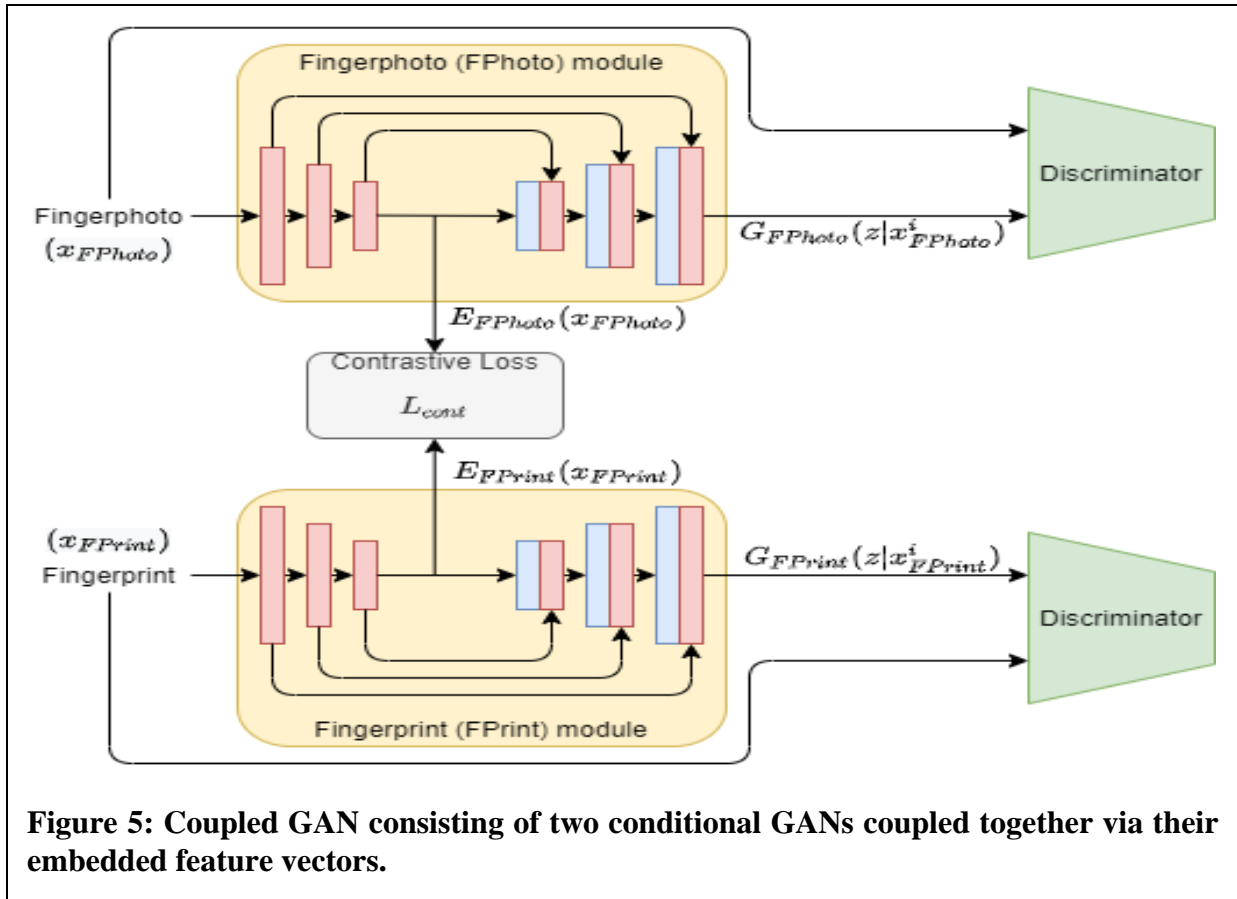 Fingerphoto (FPhoto) module
Discriminator
Fingerphoto
(x_{FPhoto})
G_{FPhoto}(z|x^i_{FPhoto})
E_{FPhoto}(x_{FPhoto})
Contrastive Loss
L_{cont}
E_{FPrint}(x_{FPrint})
(x_{FPrint})
Fingerprint
G_{FPrint}(z|x^i_{FPrint})
Discriminator
Fingerprint (FPrint) module
Figure 5: Coupled GAN consisting of two conditional GANs coupled together via their
embedded feature vectors.